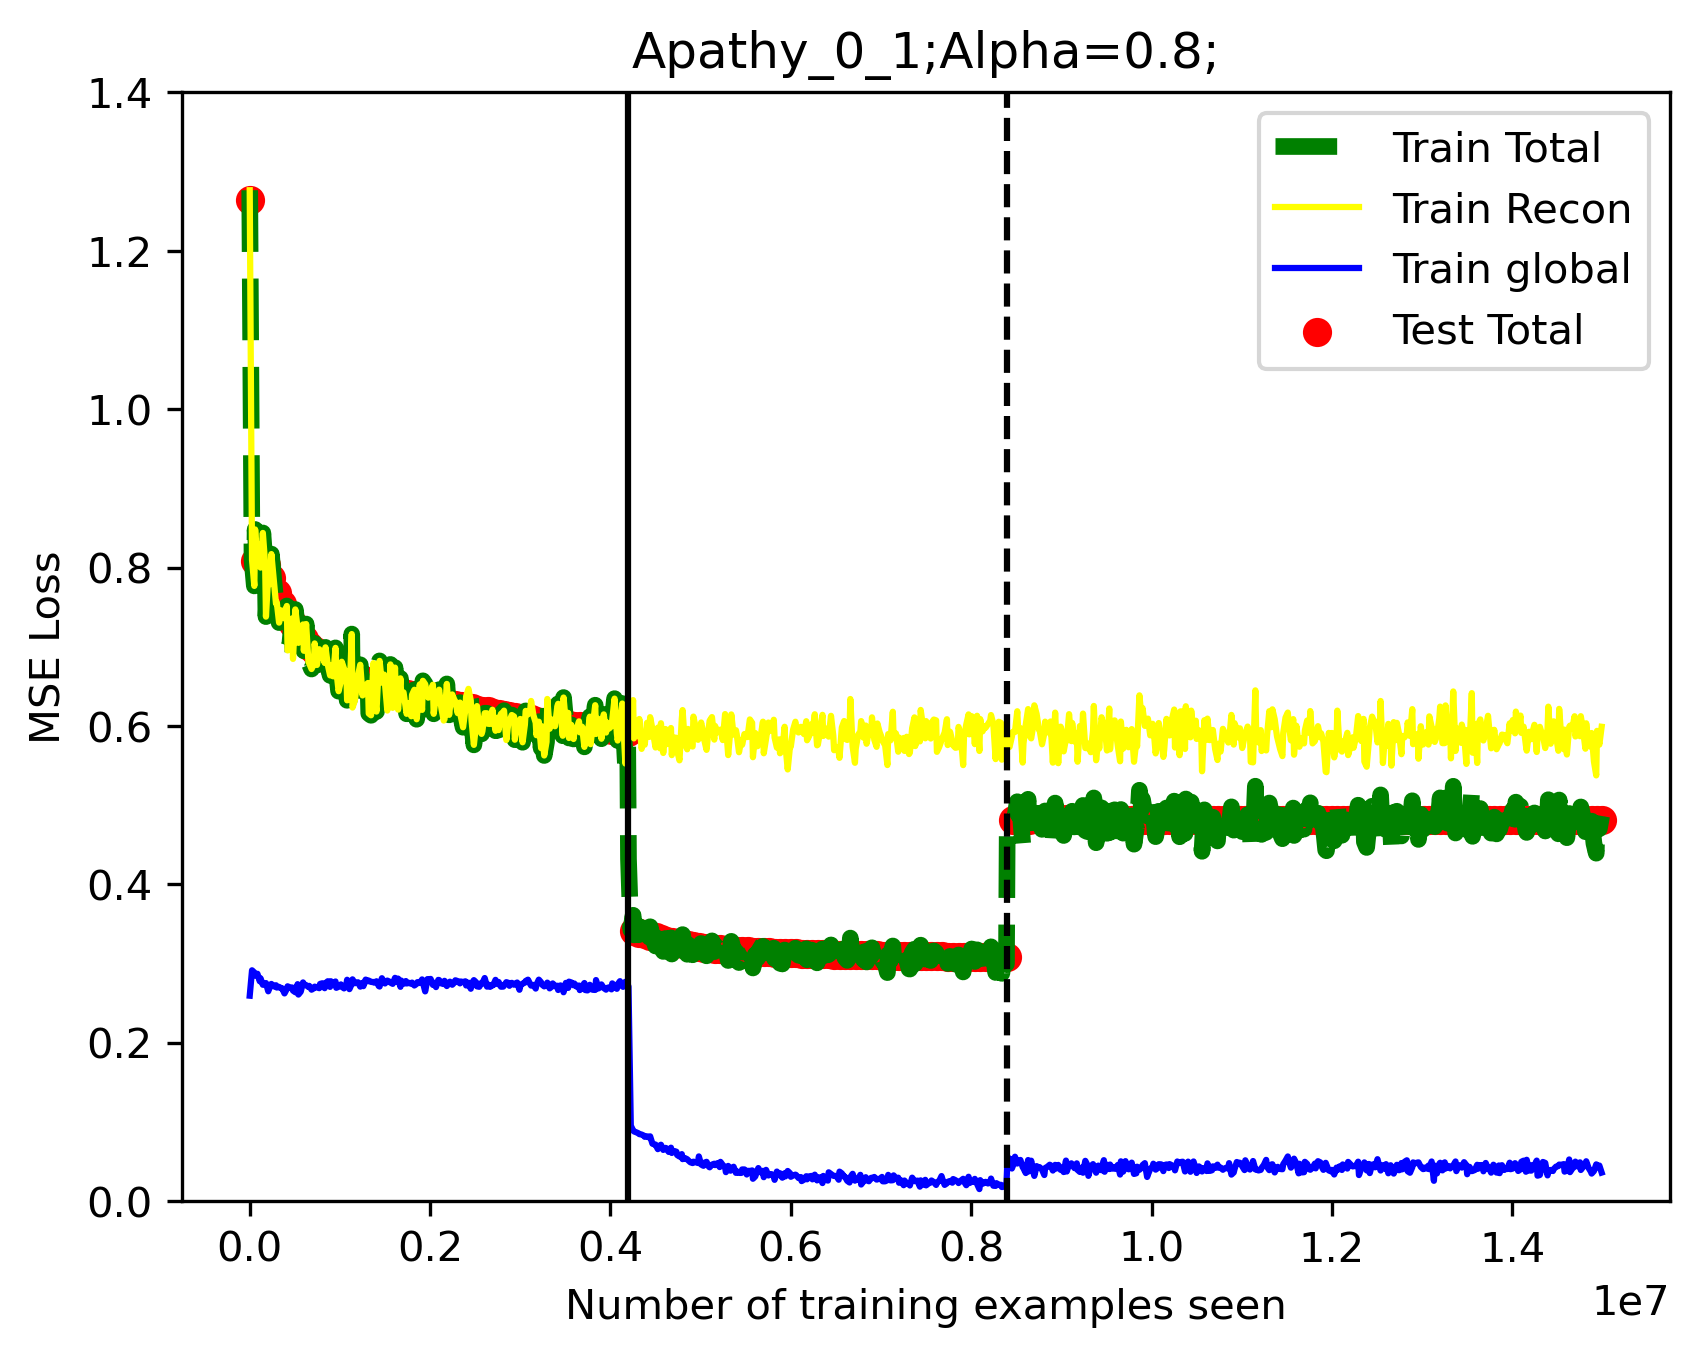 Apathy_0_1;Alpha=0.8;
1.4
1.2
1.0
0.8
0.6
0.4
0.2
0.0
MSE Loss
Train Total
Train Recon
Train global
Test Total
0.0 0.2 0.4 0.6 0.8 1.0 1.2 1.4
1e7
Number of training examples seen